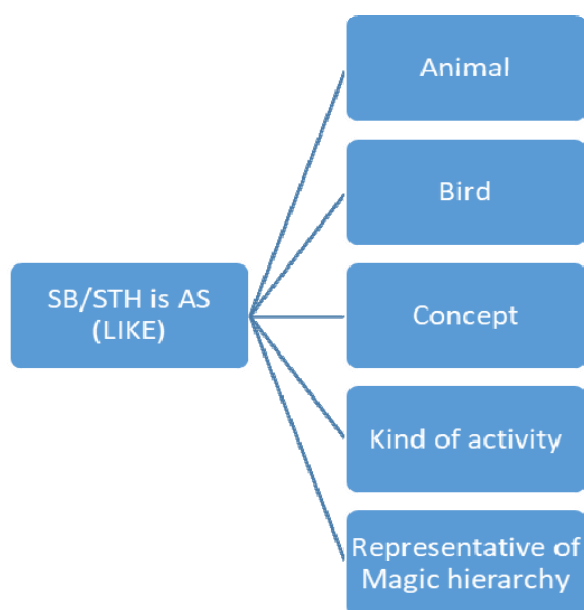 Animal
Bird
SB/STH is AS
(LIKE)
Concept
Kind of activity
Representative of
Magic hierarchy